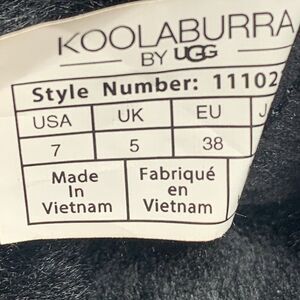 KOOLABURRA
BY UGG
Style Number: 11102
USA UK EU J
7 5 38
Made Fabriqué
In en
Vietnam Vietnam